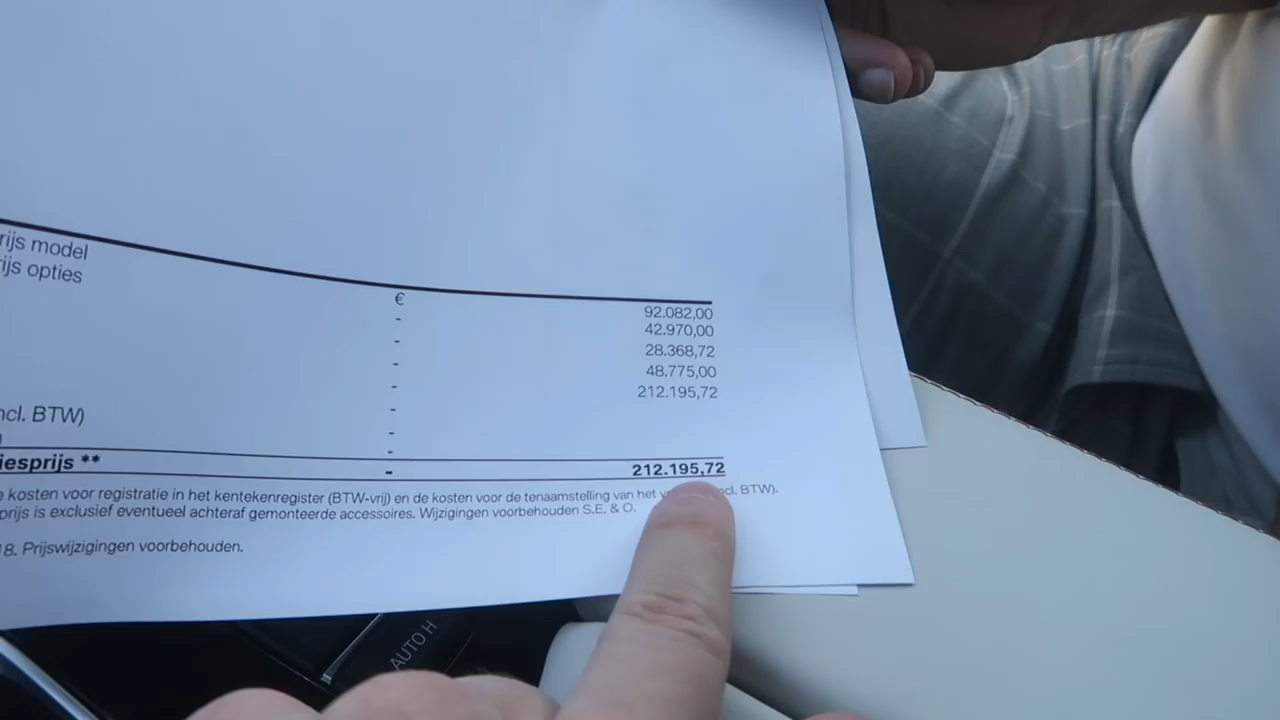 rijs model
rijs opties
€ 92.082,00
- 42.970,00
- 28.368,72
- 48.775,00
- 212.195,72
ncl. BTW) -
-
-
iesprijs ** - 212.195,72
e kosten voor registratie in het kentekenregister (BTW-vrij) en de kosten voor de tenaamstelling van het cl. BTW).
prijs is exclusief eventueel achteraf gemonteerde accessoires. Wijzigingen voorbehouden S.E. & O.
18. Prijswijzigingen voorbehouden.
AUTO H